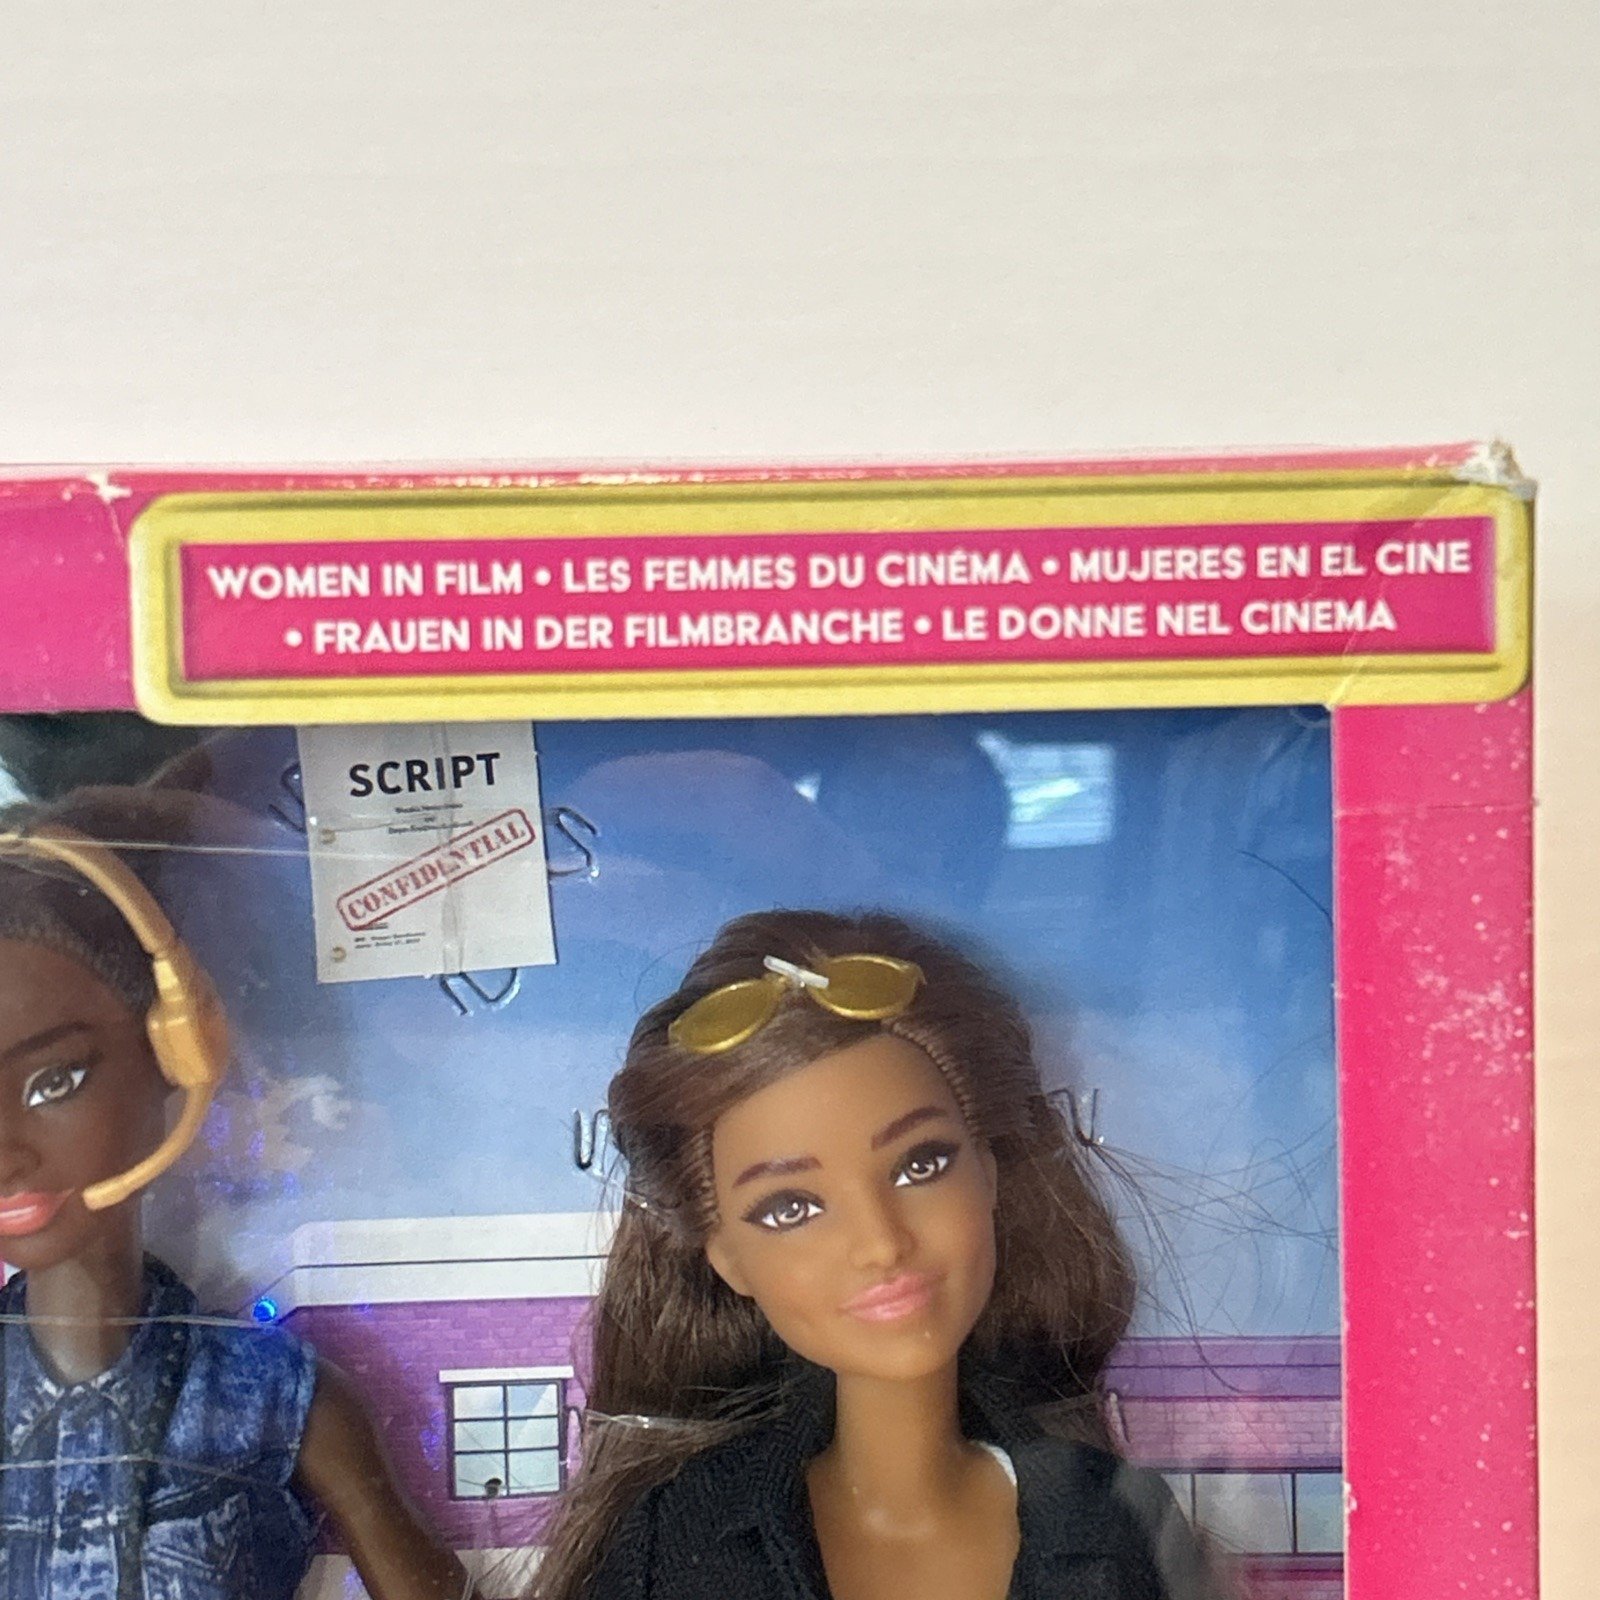 WOMEN IN FILM • LES FEMMES DU CINÉMA • MUJERES EN EL CINE
• FRAUEN IN DER FILMBRANCHE • LE DONNE NEL CINEMA
SCRIPT
CONFIDENTIAL